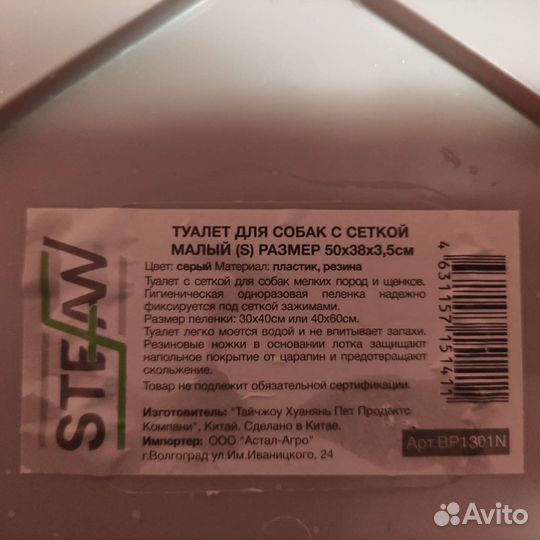 STEFAN
ТУАЛЕТ ДЛЯ СОБАК С СЕТКОЙ
МАЛЫЙ (S) РАЗМЕР 50х38х3,5см
Цвет: серый Материал: пластик, резина
Туалет с сеткой для собак мелких пород и щенков.
Гигиеническая одноразовая пеленка надежно
фиксируется под сеткой зажимами.
Размер пеленки: 30х40см или 40х60см.
Туалет легко моется водой и не впитывает запахи.
Резиновые ножки в основании лотка защищают
напольное покрытие от царапин и предотвращают
скольжение.
Товар не подлежит обязательной сертификации.
Изготовитель: "Тайчжоу Хуанянь Пет Продактс
Компани", Китай. Сделано в Китае.
Импортер: ООО "Астал-Агро"
г.Волгоград ул.Им.Иваницкого, 24
4 631157 151411
Арт.BP1301N
Avito